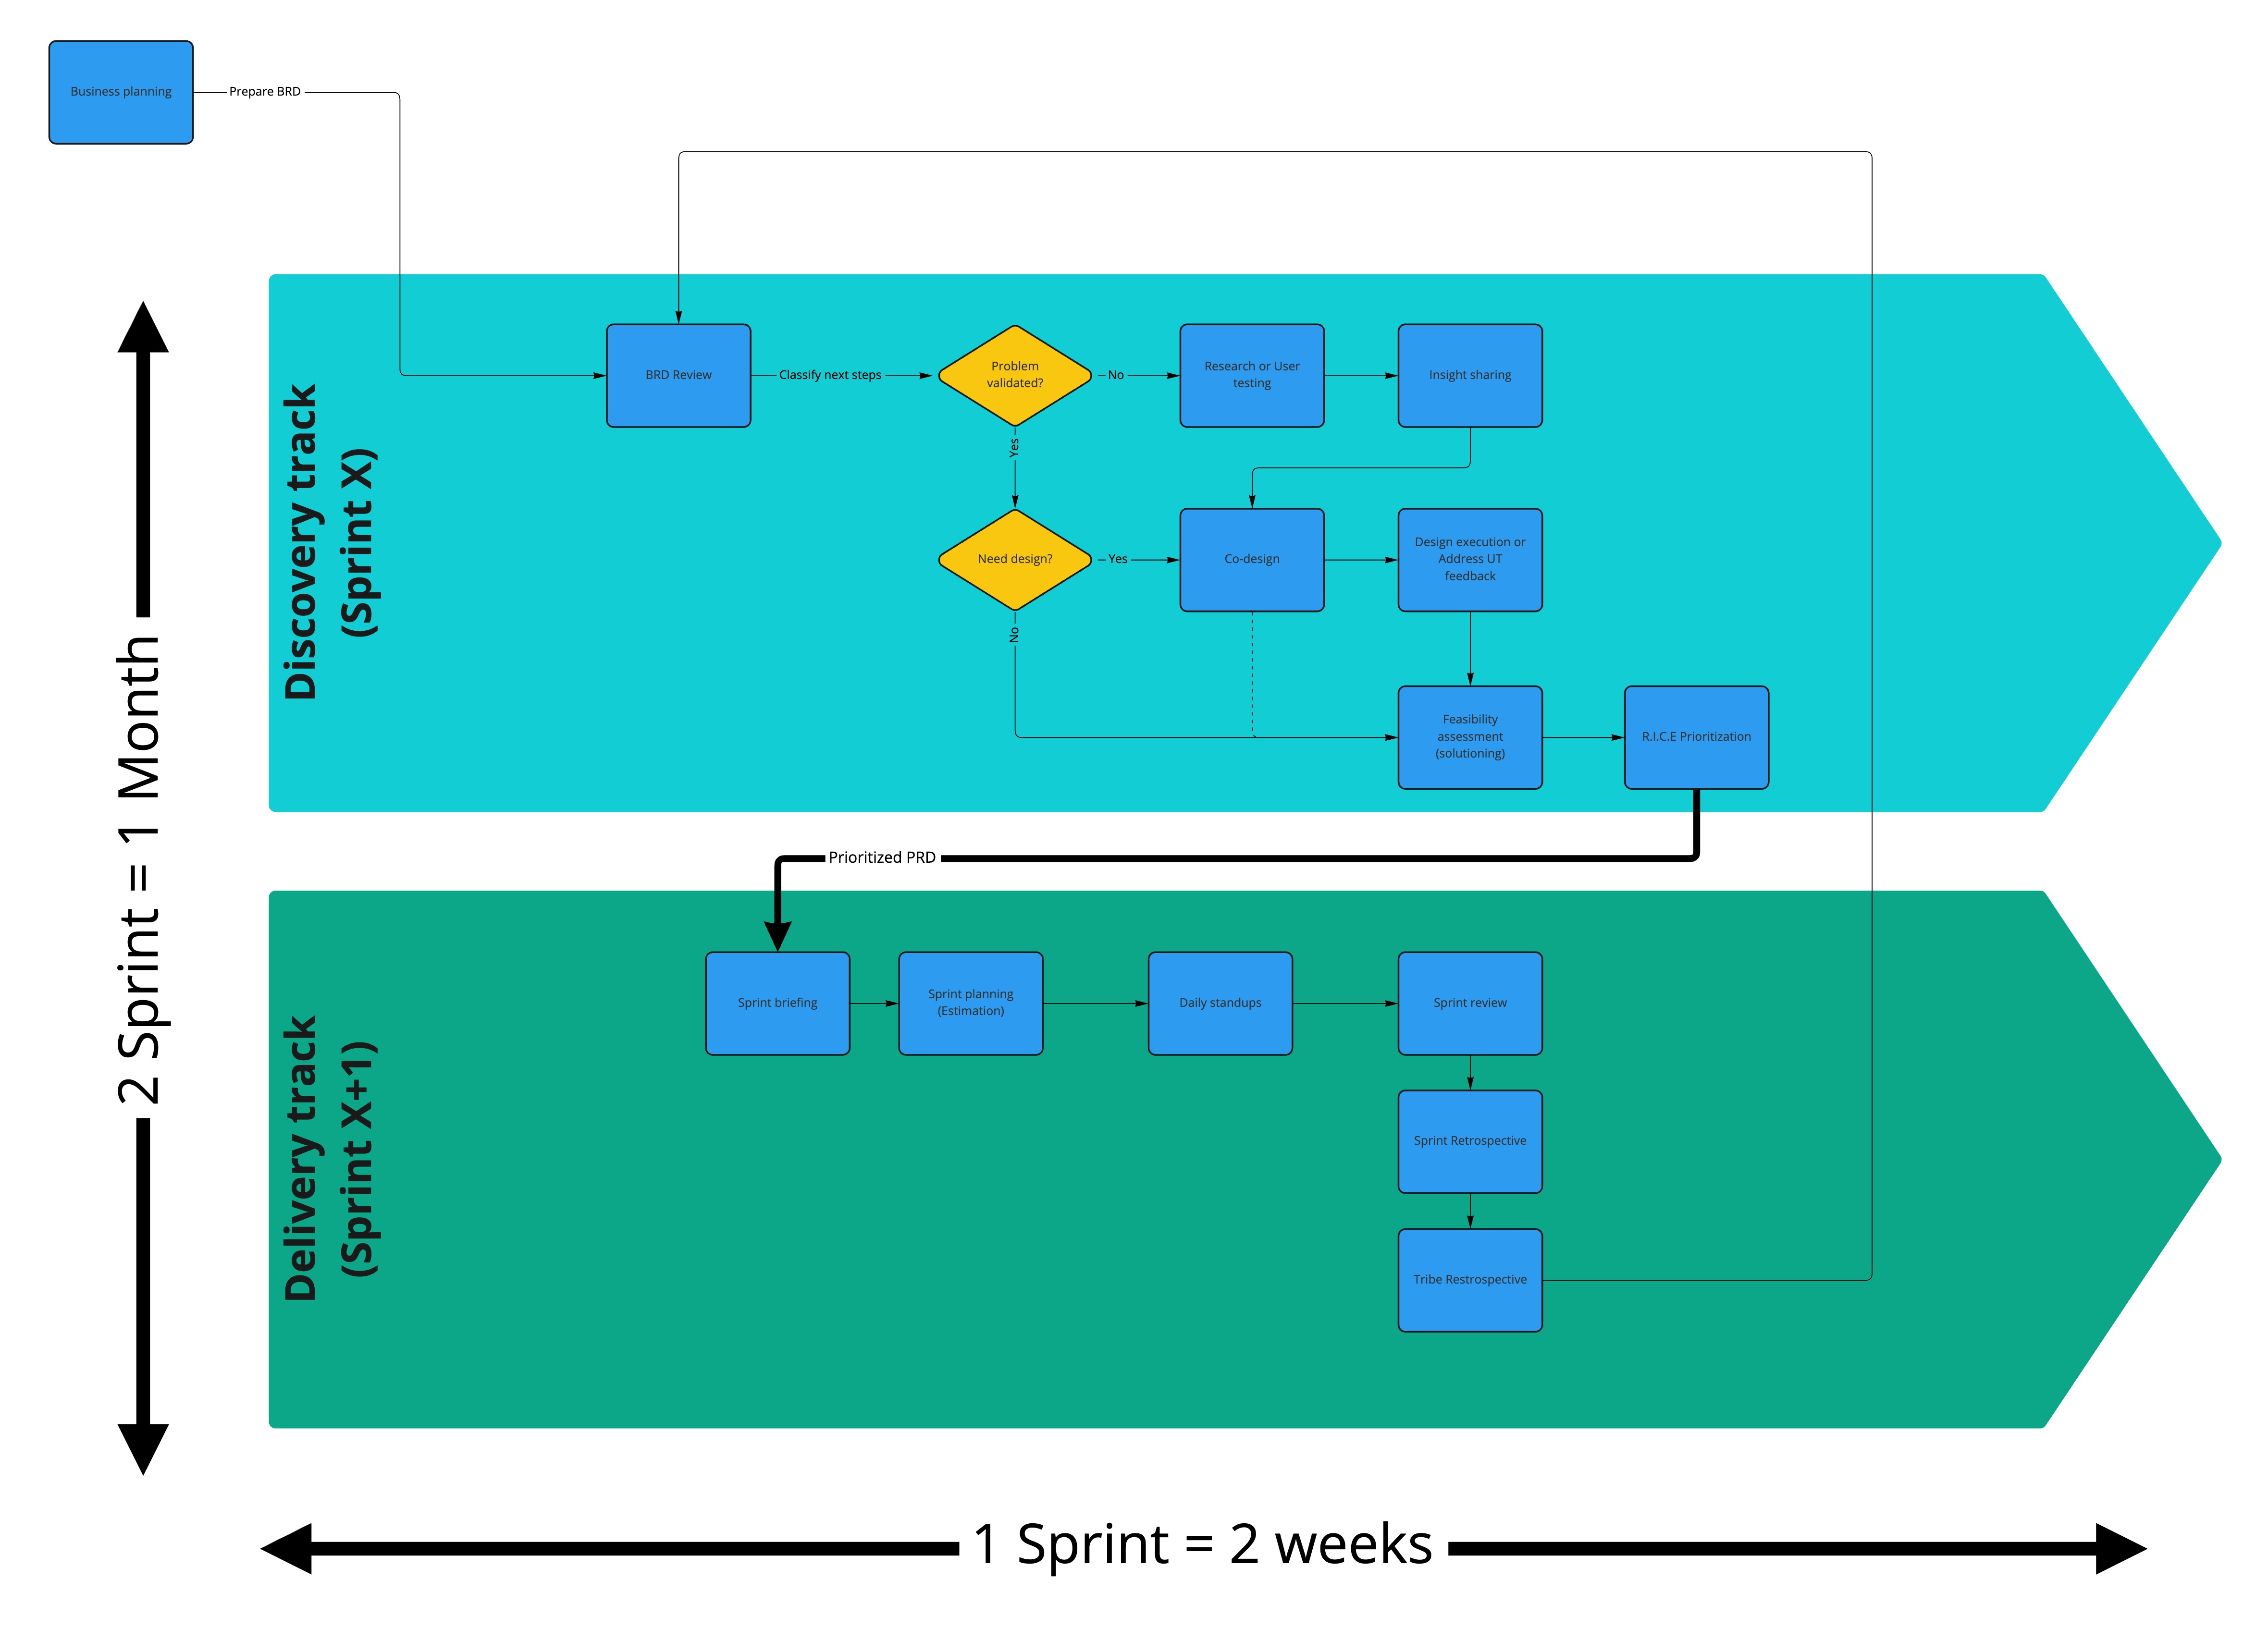 Business planning
Prepare BRD
Discovery track
(Sprint X)
BRD Review
Classify next steps
Problem
validated?
No
Research or User
testing
Insight sharing
Yes
Need design?
Yes
Co-design
Design execution or
Address UT
feedback
No
Feasibility
assessment
(solutioning)
R.I.C.E Prioritization
2 Sprint = 1 Month
Prioritized PRD
Delivery track
(Sprint X+1)
Sprint briefing
Sprint planning
(Estimation)
Daily standups
Sprint review
Sprint Retrospective
Tribe Restrospective
1 Sprint = 2 weeks